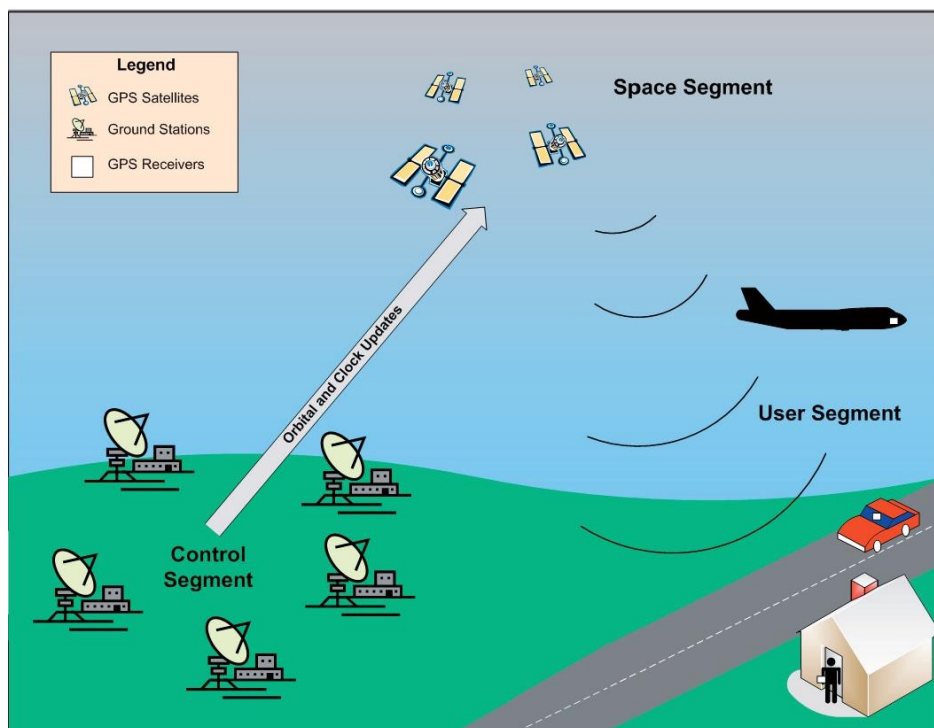 Legend
GPS Satellites
Ground Stations
GPS Receivers
Space Segment
Orbital and Clock Updates
User Segment
Control
Segment